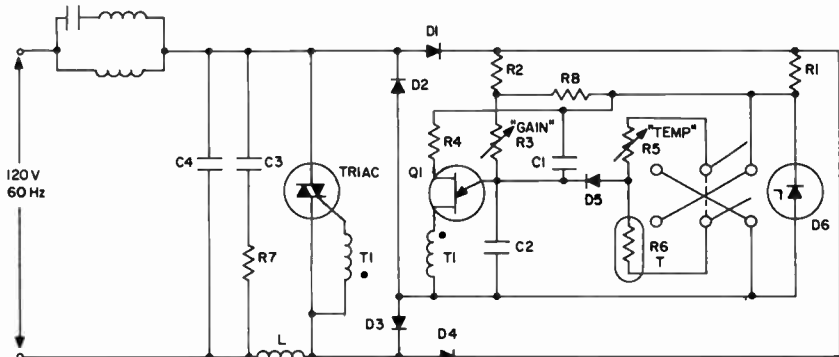 D1
D2
R2
R8
R1
"GAIN"
R3
R4
C1
"TEMP"
R5
120 V
60 Hz
C4
C3
TRIAC
Q1
D5
D6
R7
T1
T1
C2
R6
T
L
D3
D4